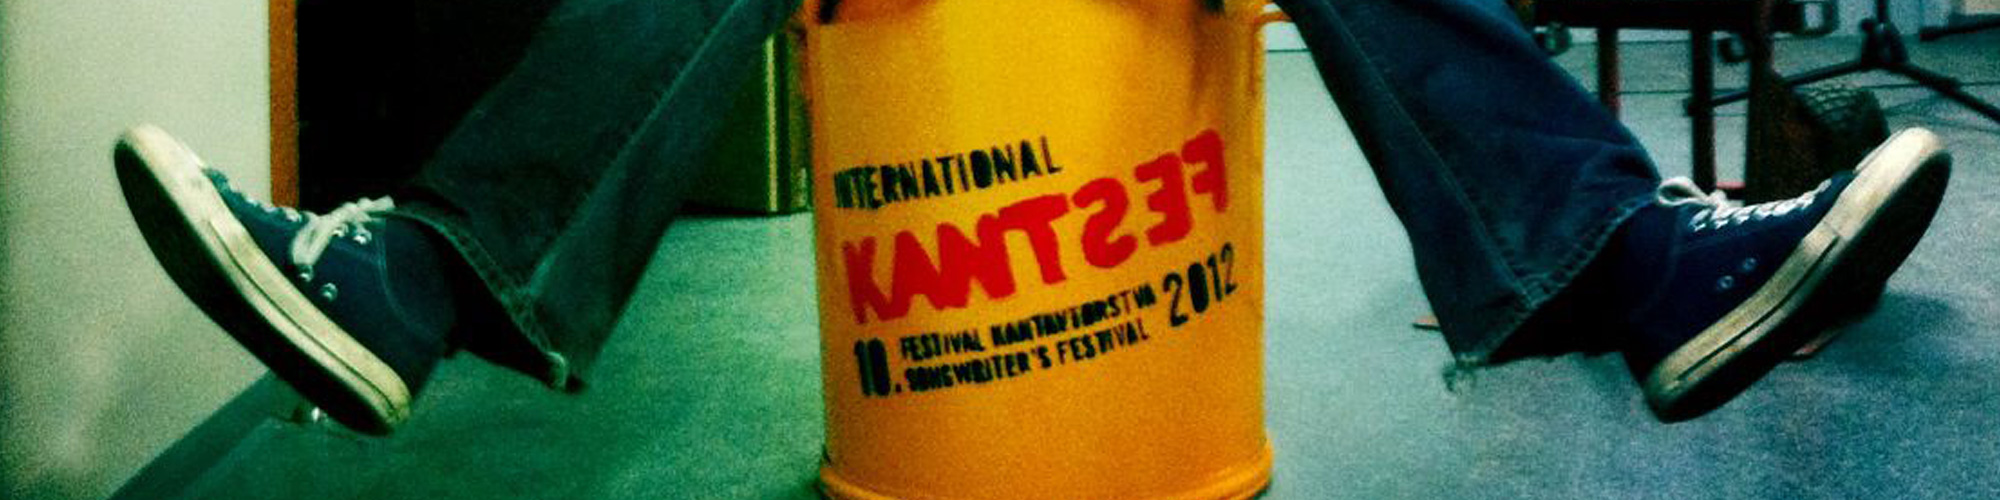 INTERNATIONAL
KANTFEST
10. FESTIVAL KANTAVTORSTVA 2012
SONGWRITER'S FESTIVAL